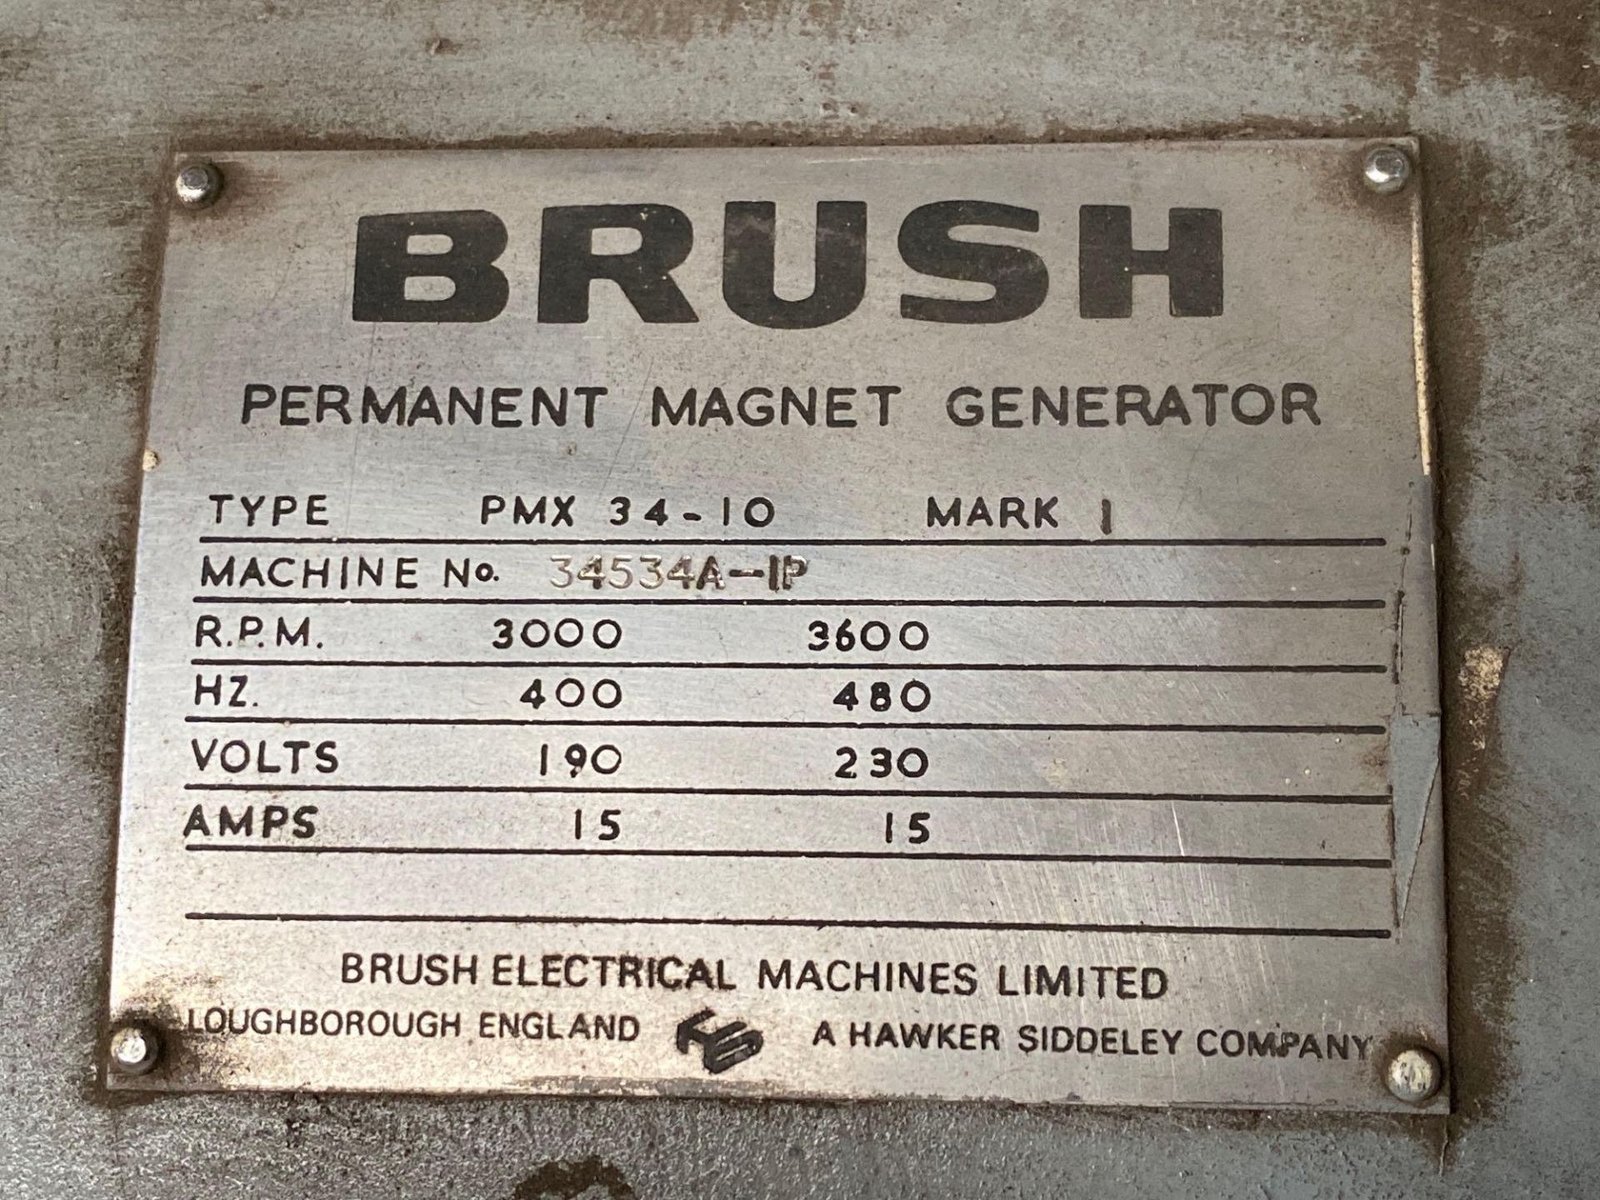 BRUSH
PERMANENT MAGNET GENERATOR
TYPE PMX 34-10 MARK 1
MACHINE No. 34534A-1P
R.P.M. 3000 3600
HZ. 400 480
VOLTS 190 230
AMPS 15 15
BRUSH ELECTRICAL MACHINES LIMITED
LOUGHBOROUGH ENGLAND HS A HAWKER SIDDELEY COMPANY